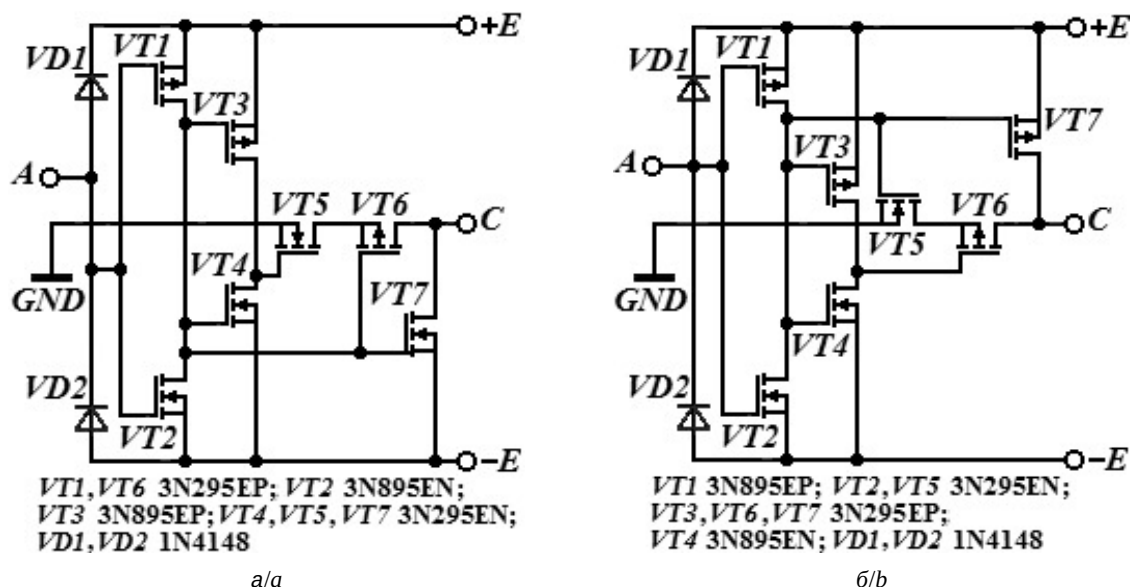 +E
VT1
VD1
VT3
A
VT5 VT6
C
VT4
GND
VT7
VD2
VT2
−E
VT1,VT6 3N295EP; VT2 3N895EN;
VT3 3N895EP;VT4,VT5,VT7 3N295EN;
VD1,VD2 1N4148
a/a
+E
VT1
VD1
VT7
VT3
A
VT6
C
VT5
GND
VT4
VD2
VT2
−E
VT1 3N895EP; VT2,VT5 3N295EN;
VT3,VT6,VT7 3N295EP;
VT4 3N895EN; VD1,VD2 1N4148
б/b